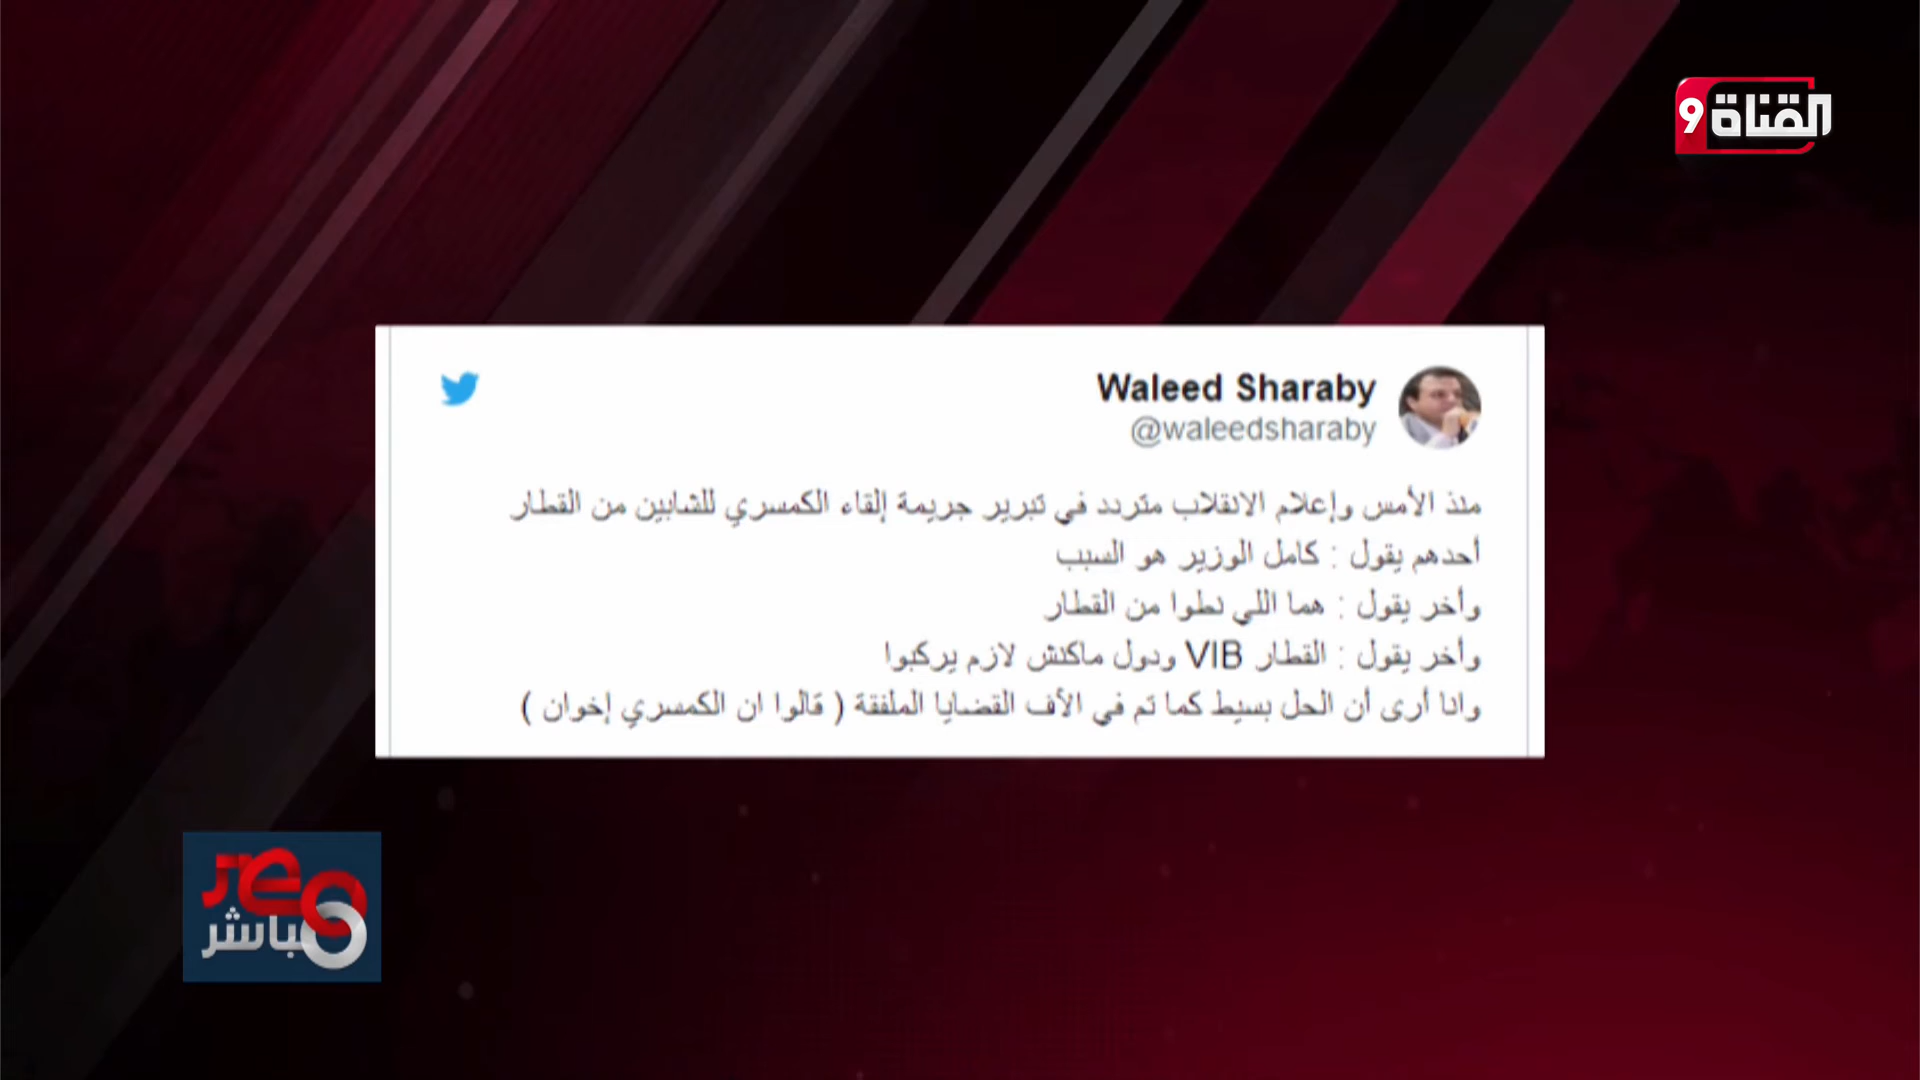 القناة 9
Waleed Sharaby
@waleedsharaby
منذ الأمس وإعلام الانقلاب متردد في تبرير جريمة إلقاء الكمسري للشابين من القطار
أحدهم يقول : كامل الوزير هو السبب
وأخر يقول : هما اللي نطوا من القطار
وأخر يقول : القطار VIB ودول ماكنش لازم يركبوا
وانا أرى أن الحل بسيط كما تم في الأف القضايا الملفقة ( قالوا ان الكمسري إخوان )
مصر
مباشر